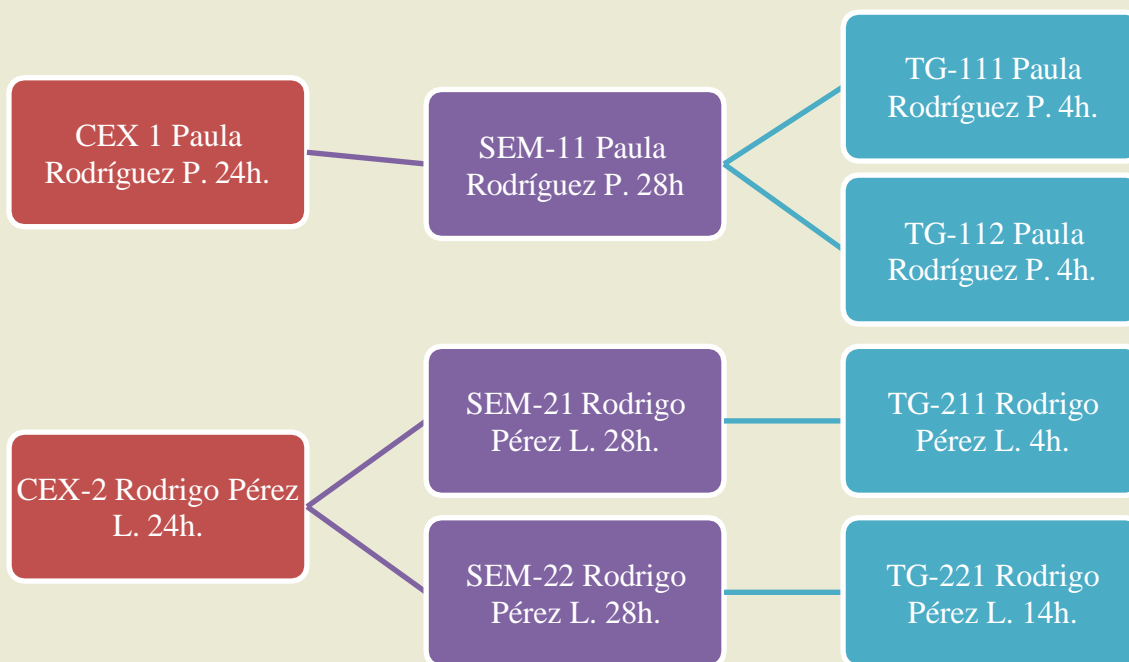 CEX 1 Paula
Rodríguez P. 24h.
SEM-11 Paula
Rodríguez P. 28h
TG-111 Paula
Rodríguez P. 4h.
TG-112 Paula
Rodríguez P. 4h.
CEX-2 Rodrigo Pérez
L. 24h.
SEM-21 Rodrigo
Pérez L. 28h.
TG-211 Rodrigo
Pérez L. 4h.
SEM-22 Rodrigo
Pérez L. 28h.
TG-221 Rodrigo
Pérez L. 14h.